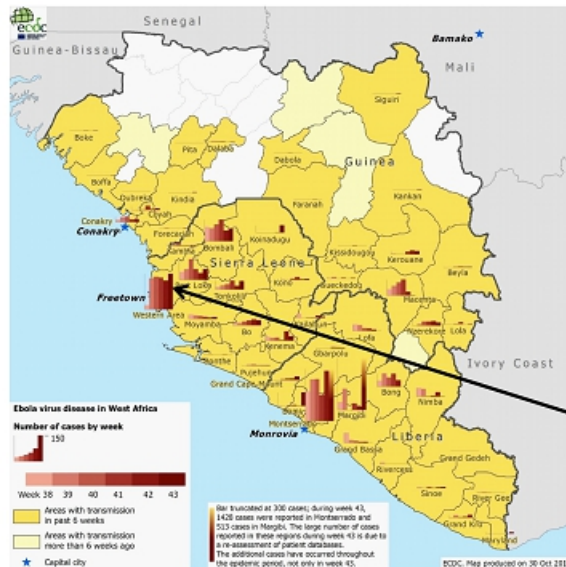 ecdc
Senegal
Guinea-Bissau
Bamako
Mali
Siguiri
Boke
Pita
Dalaba
Dabola
Guinea
Boffa
Dubreka
Kindia
Kankan
Faranah
Conakry
Coyah
Conakry
Forecariah
Bombali
Koinadugu
Kissidougou
Kerouane
Sierra Leone
Beyla
Kono
Gueckedou
Macenta
Freetown
Western Area
Moyamba
Bo
Kailahun
Nzerekore
Lola
Lofa
Kenema
Gbarpolu
Ivory Coast
Pujehun
Grand Cape Mount
Bong
Nimba
Margibi
Ebola virus disease in West Africa
Number of cases by week
150
Week 38 39 40 41 42 43
Areas with transmission
in past 6 weeks
Areas with transmission
more than 6 weeks ago
Capital city
Monrovia
Liberia
Grand Bassa
Grand Gedeh
Rivercess
Sinoe
River Gee
Grand Kru
Maryland
Bar truncated at 300 cases; during week 43,
1428 cases were reported in Montserrado and
513 cases in Margibi. The large number of cases
reported in these regions during week 43 is due to
a re-assessment of patient databases.
The additional cases have occurred throughout
the epidemic period, not only in week 43.
ECDC. Map produced on 30 Oct 201